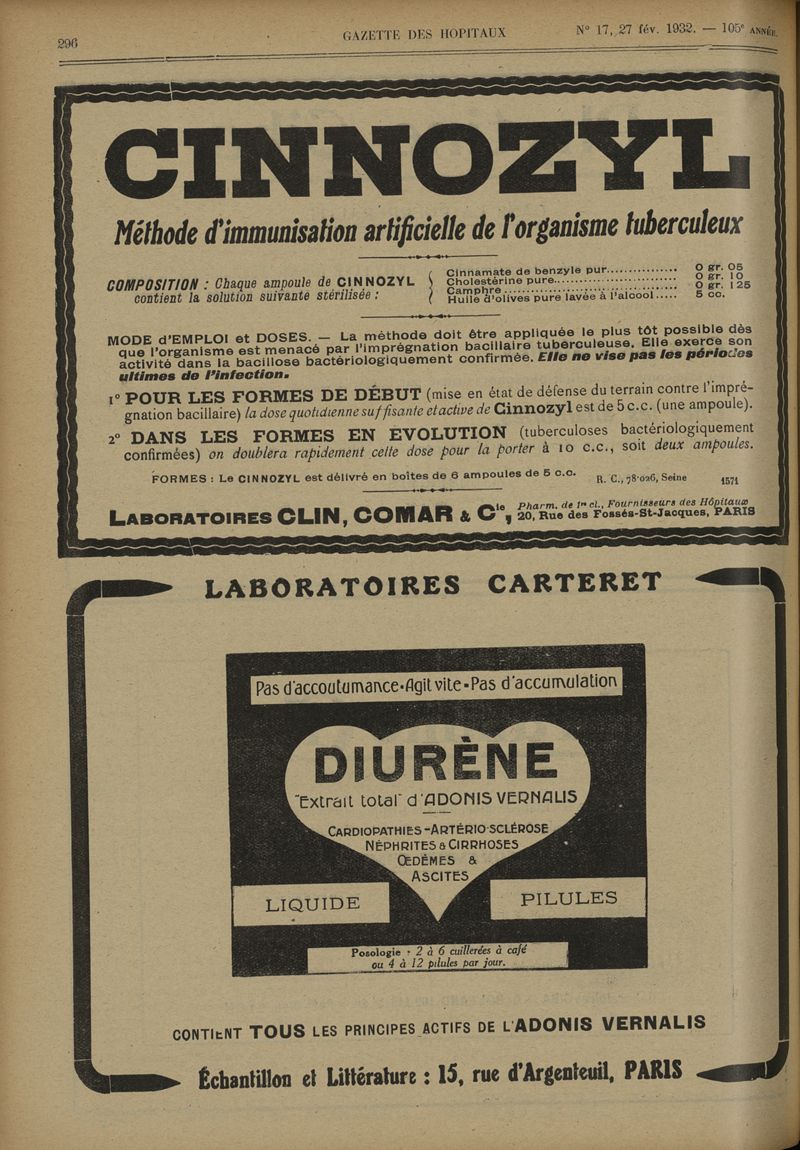 296
GAZETTE DES HOPITAUX
N° 17, 27 fév. 1932. — 105e ANNÉE.
CINNOZYL
Méthode d'immunisation artificielle de l'organisme tuberculeux
COMPOSITION : Chaque ampoule de CINNOZYL
contient la solution suivante stérilisée :
Cinnamate de benzyle pur................ 0 gr. 05
Cholestérine pure............................ 0 gr. 10
Camphre........................................ 0 gr. 125
Huile d'olives pure lavée à l'alcool..... 5 cc.
MODE d'EMPLOI et DOSES. — La méthode doit être appliquée le plus tôt possible dès
que l'organisme est menacé par l'imprégnation bacillaire tuberculeuse. Elle exerce son
activité dans la bacillose bactériologiquement confirmée. Elle ne vise pas les périodes
ultimes de l'infection.
1° POUR LES FORMES DE DÉBUT (mise en état de défense du terrain contre l'impré-
gnation bacillaire) la dose quotidienne suffisante et active de Cinnozyl est de 5 c.c. (une ampoule).
2° DANS LES FORMES EN ÉVOLUTION (tuberculoses bactériologiquement
confirmées) on doublera rapidement cette dose pour la porter à 10 c.c., soit deux ampoules.
FORMES : Le CINNOZYL est délivré en boîtes de 6 ampoules de 5 c.c. R. C., 78-026, Seine 1571
LABORATOIRES CLIN, COMAR & Cie, Pharm. de 1re cl., Fournisseurs des Hôpitaux
20, Rue des Fossés-St-Jacques, PARIS
LABORATOIRES CARTERET
Pas d'accoutumance•Agit vite•Pas d'accumulation
DIURÈNE
"Extrait total" d'ADONIS VERNALIS
CARDIOPATHIES-ARTÉRIO-SCLÉROSE
NÉPHRITES & CIRRHOSES
ŒDÈMES &
ASCITES
LIQUIDE
PILULES
Posologie : 2 à 6 cuillerées à café
ou 4 à 12 pilules par jour.
CONTIENT TOUS LES PRINCIPES ACTIFS DE L'ADONIS VERNALIS
Échantillon et Littérature : 15, rue d'Argenteuil, PARIS